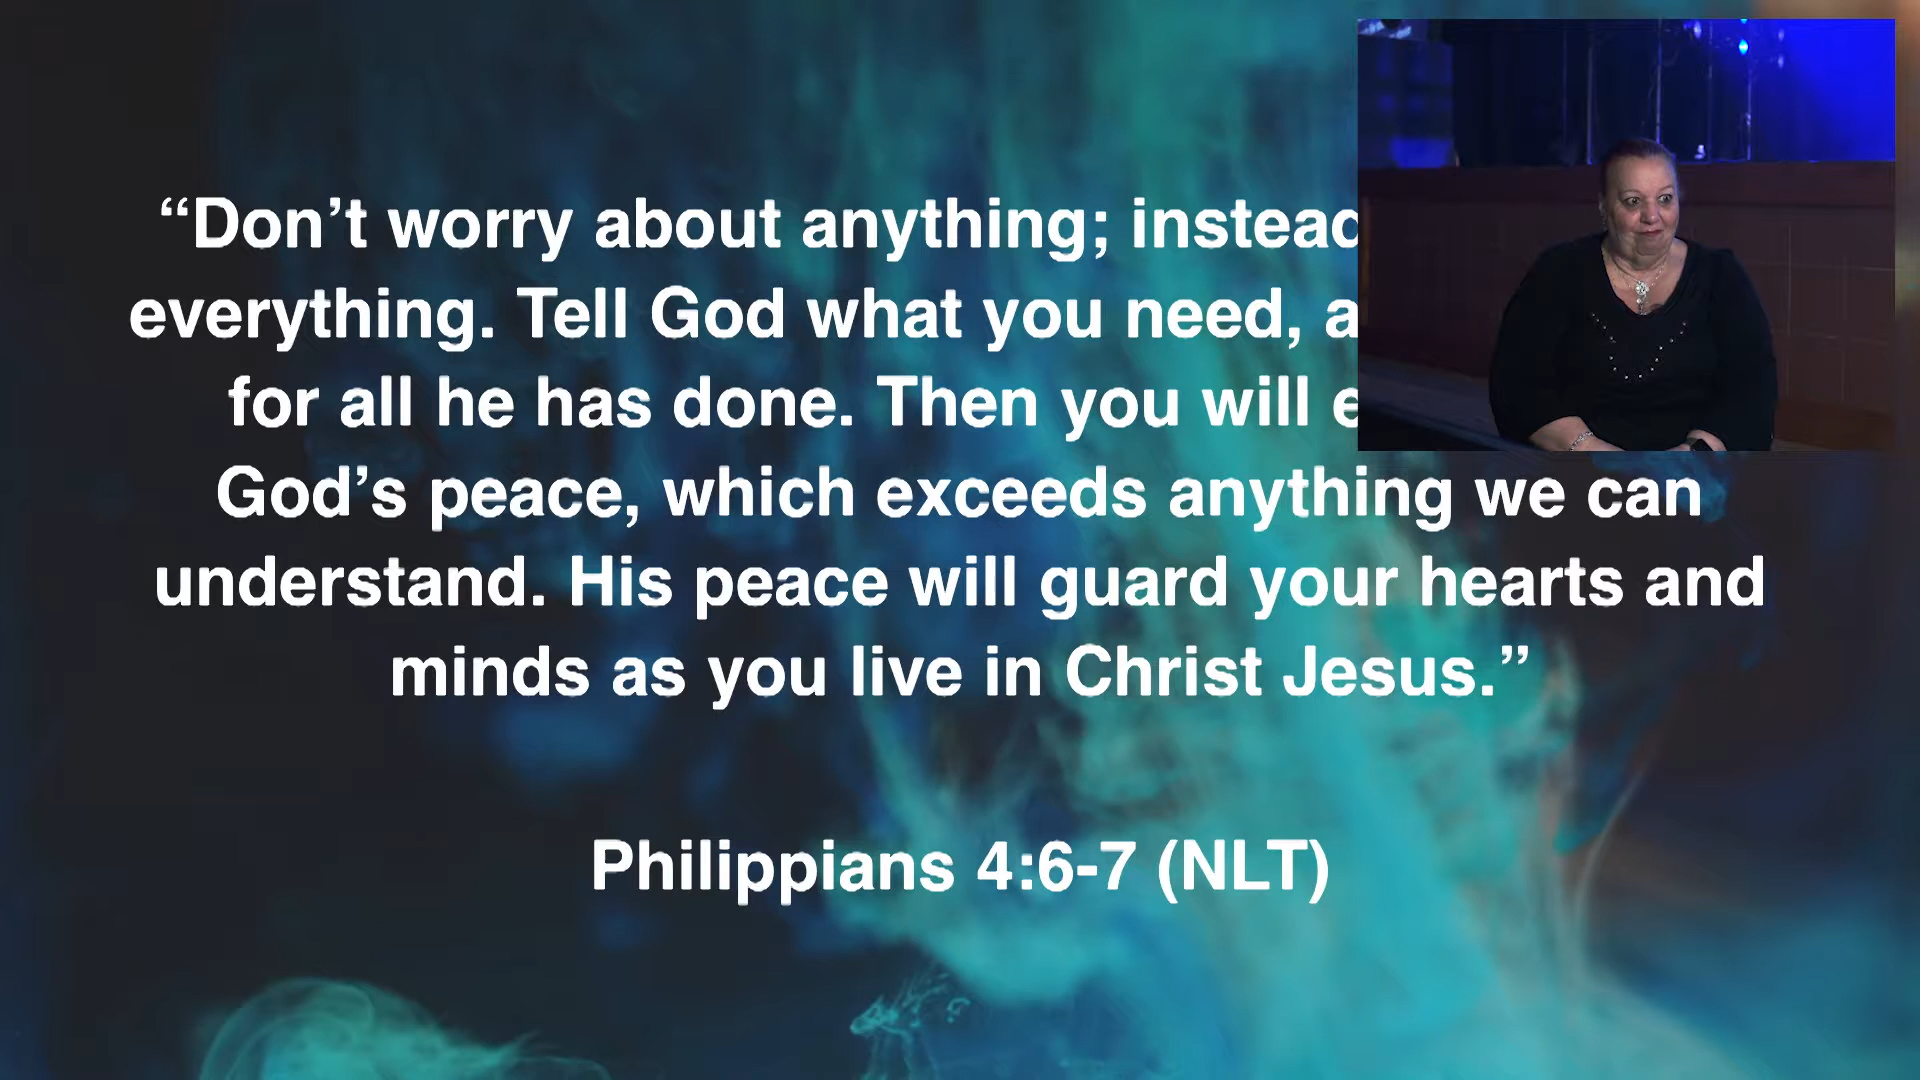 “Don’t worry about anything; instead
everything. Tell God what you need, a
for all he has done. Then you will e
God’s peace, which exceeds anything we can
understand. His peace will guard your hearts and
minds as you live in Christ Jesus.”
Philippians 4:6-7 (NLT)